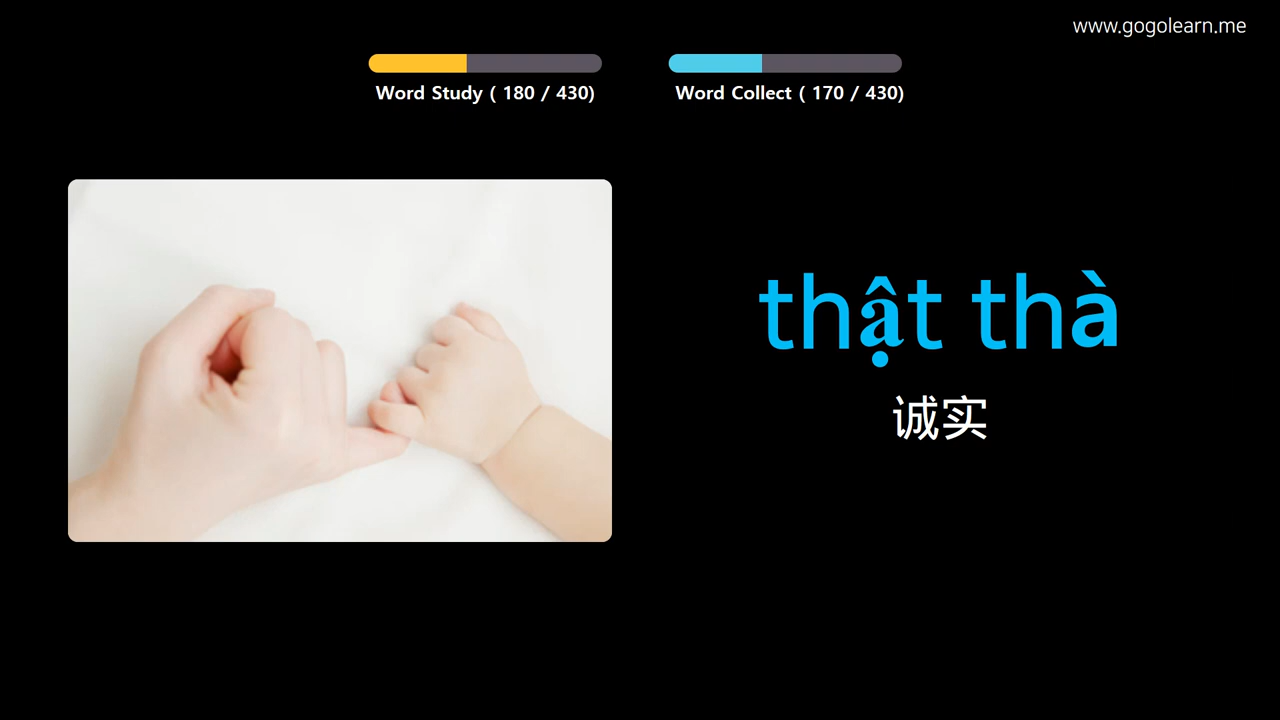 www.gogolearn.me
Word Study ( 180 / 430)
Word Collect ( 170 / 430)
thật thà
诚实